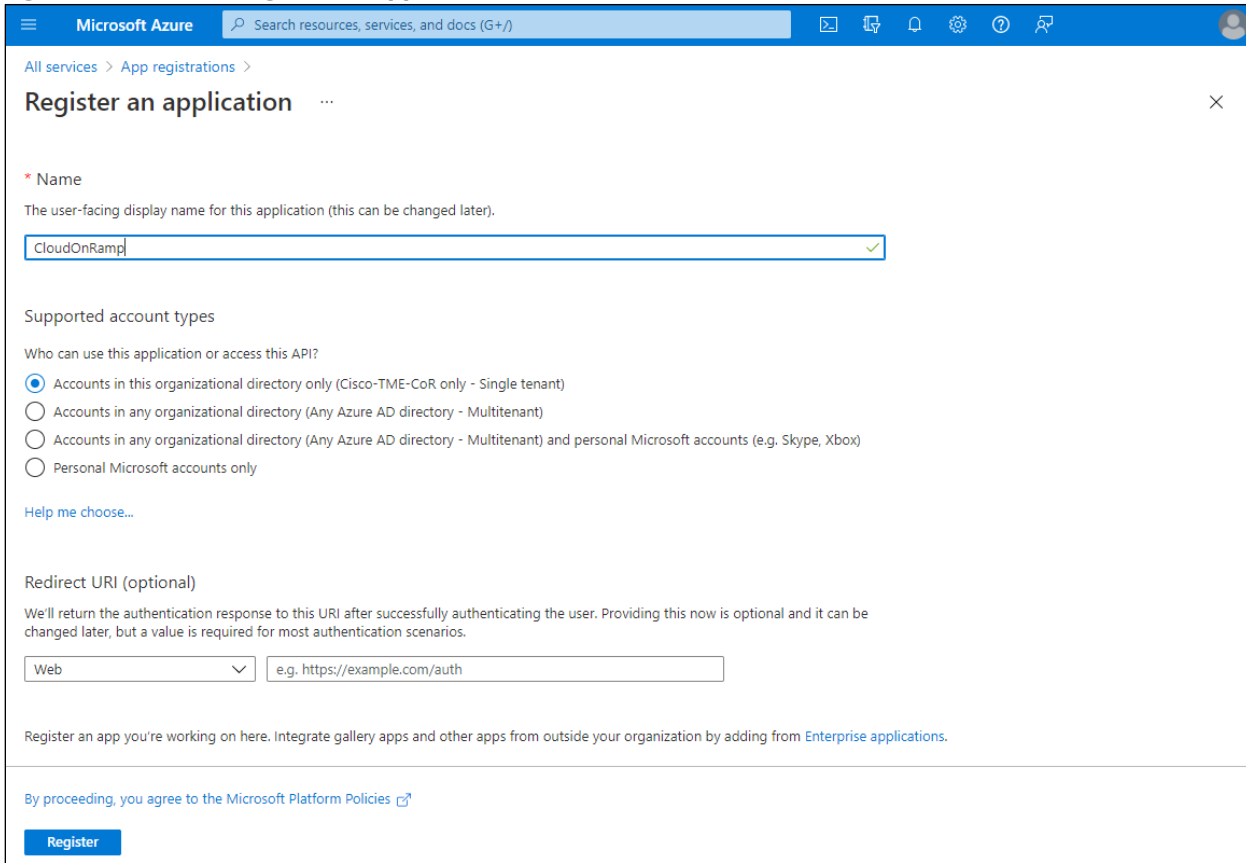 Microsoft Azure
Search resources, services, and docs (G+/)
All services > App registrations >
Register an application ...
* Name
The user-facing display name for this application (this can be changed later).
CloudOnRamp
Supported account types
Who can use this application or access this API?
Accounts in this organizational directory only (Cisco-TME-CoR only - Single tenant)
Accounts in any organizational directory (Any Azure AD directory - Multitenant)
Accounts in any organizational directory (Any Azure AD directory - Multitenant) and personal Microsoft accounts (e.g. Skype, Xbox)
Personal Microsoft accounts only
Help me choose...
Redirect URI (optional)
We'll return the authentication response to this URI after successfully authenticating the user. Providing this now is optional and it can be
changed later, but a value is required for most authentication scenarios.
Web
e.g. https://example.com/auth
Register an app you're working on here. Integrate gallery apps and other apps from outside your organization by adding from Enterprise applications.
By proceeding, you agree to the Microsoft Platform Policies
Register